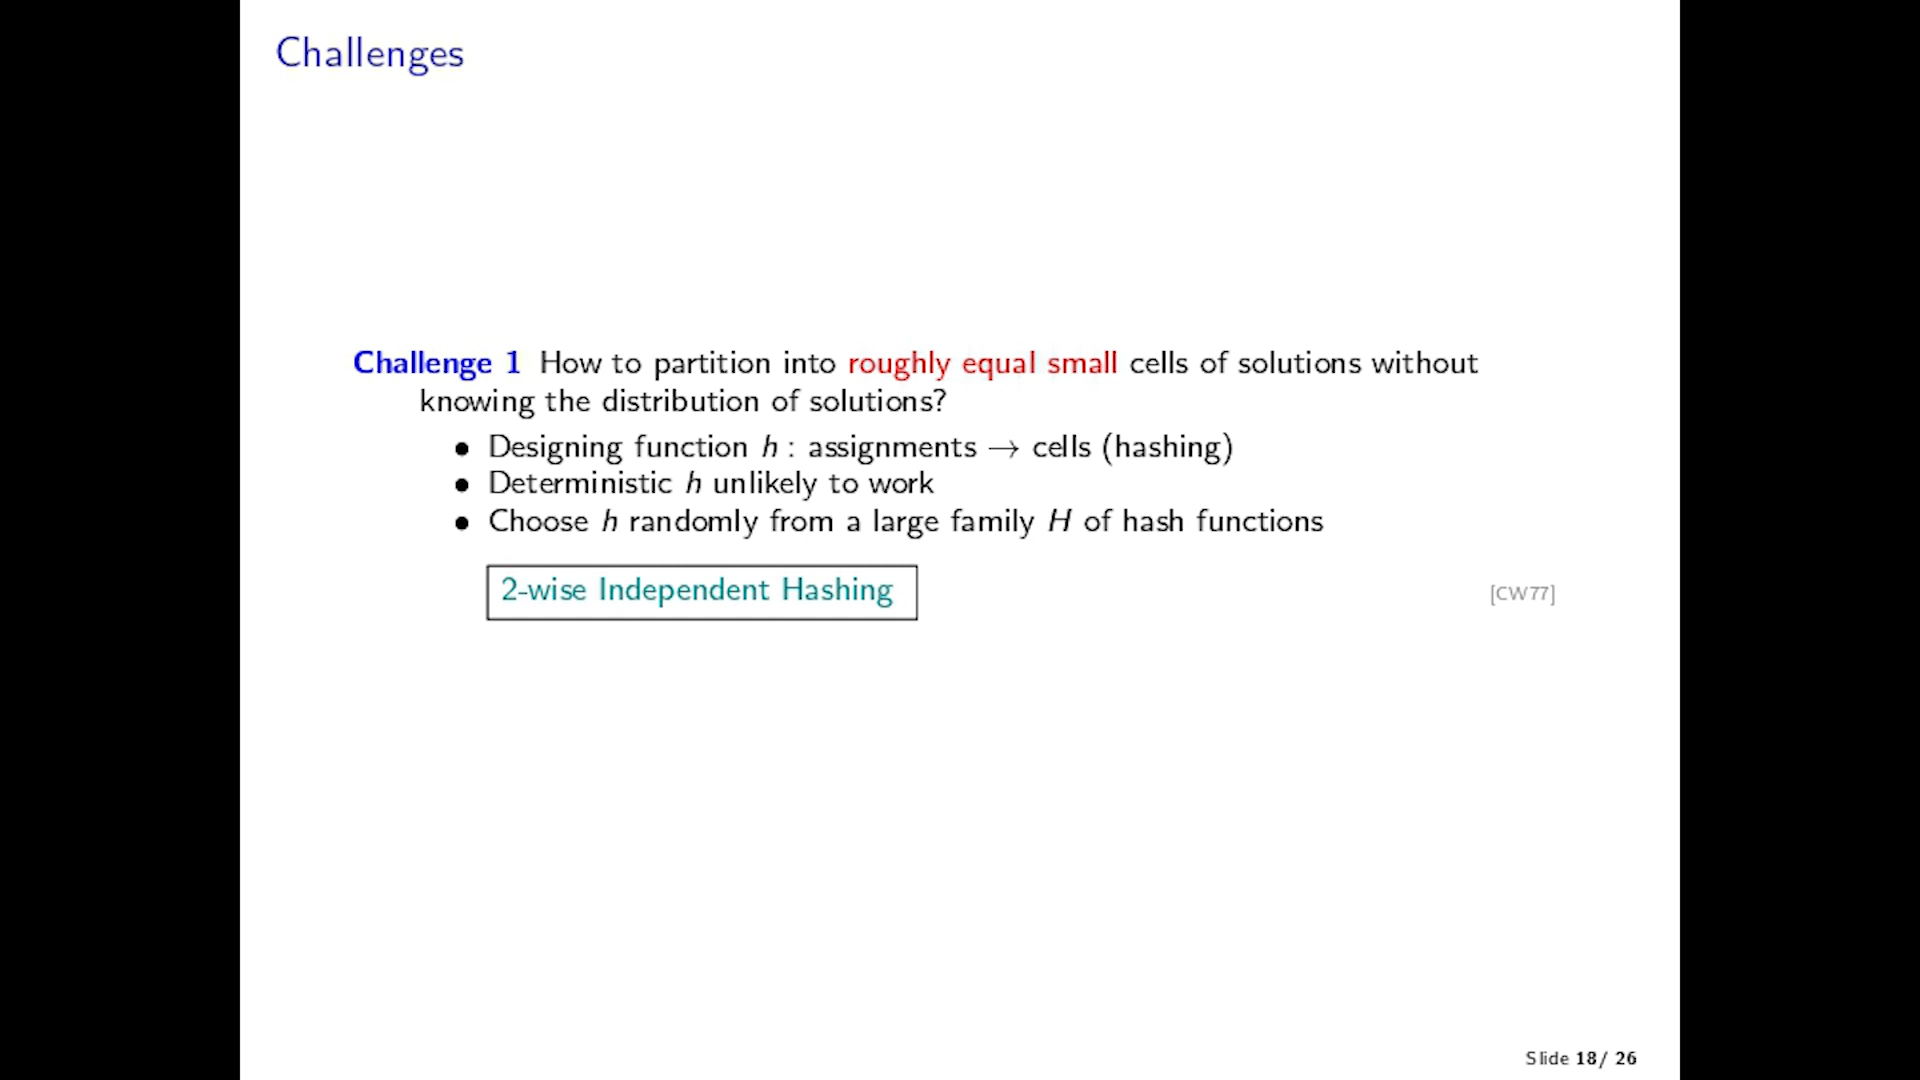 Challenges
Challenge 1 How to partition into roughly equal small cells of solutions without
knowing the distribution of solutions?
• Designing function h : assignments → cells (hashing)
• Deterministic h unlikely to work
• Choose h randomly from a large family H of hash functions
2-wise Independent Hashing [CW77]
Slide 18/ 26